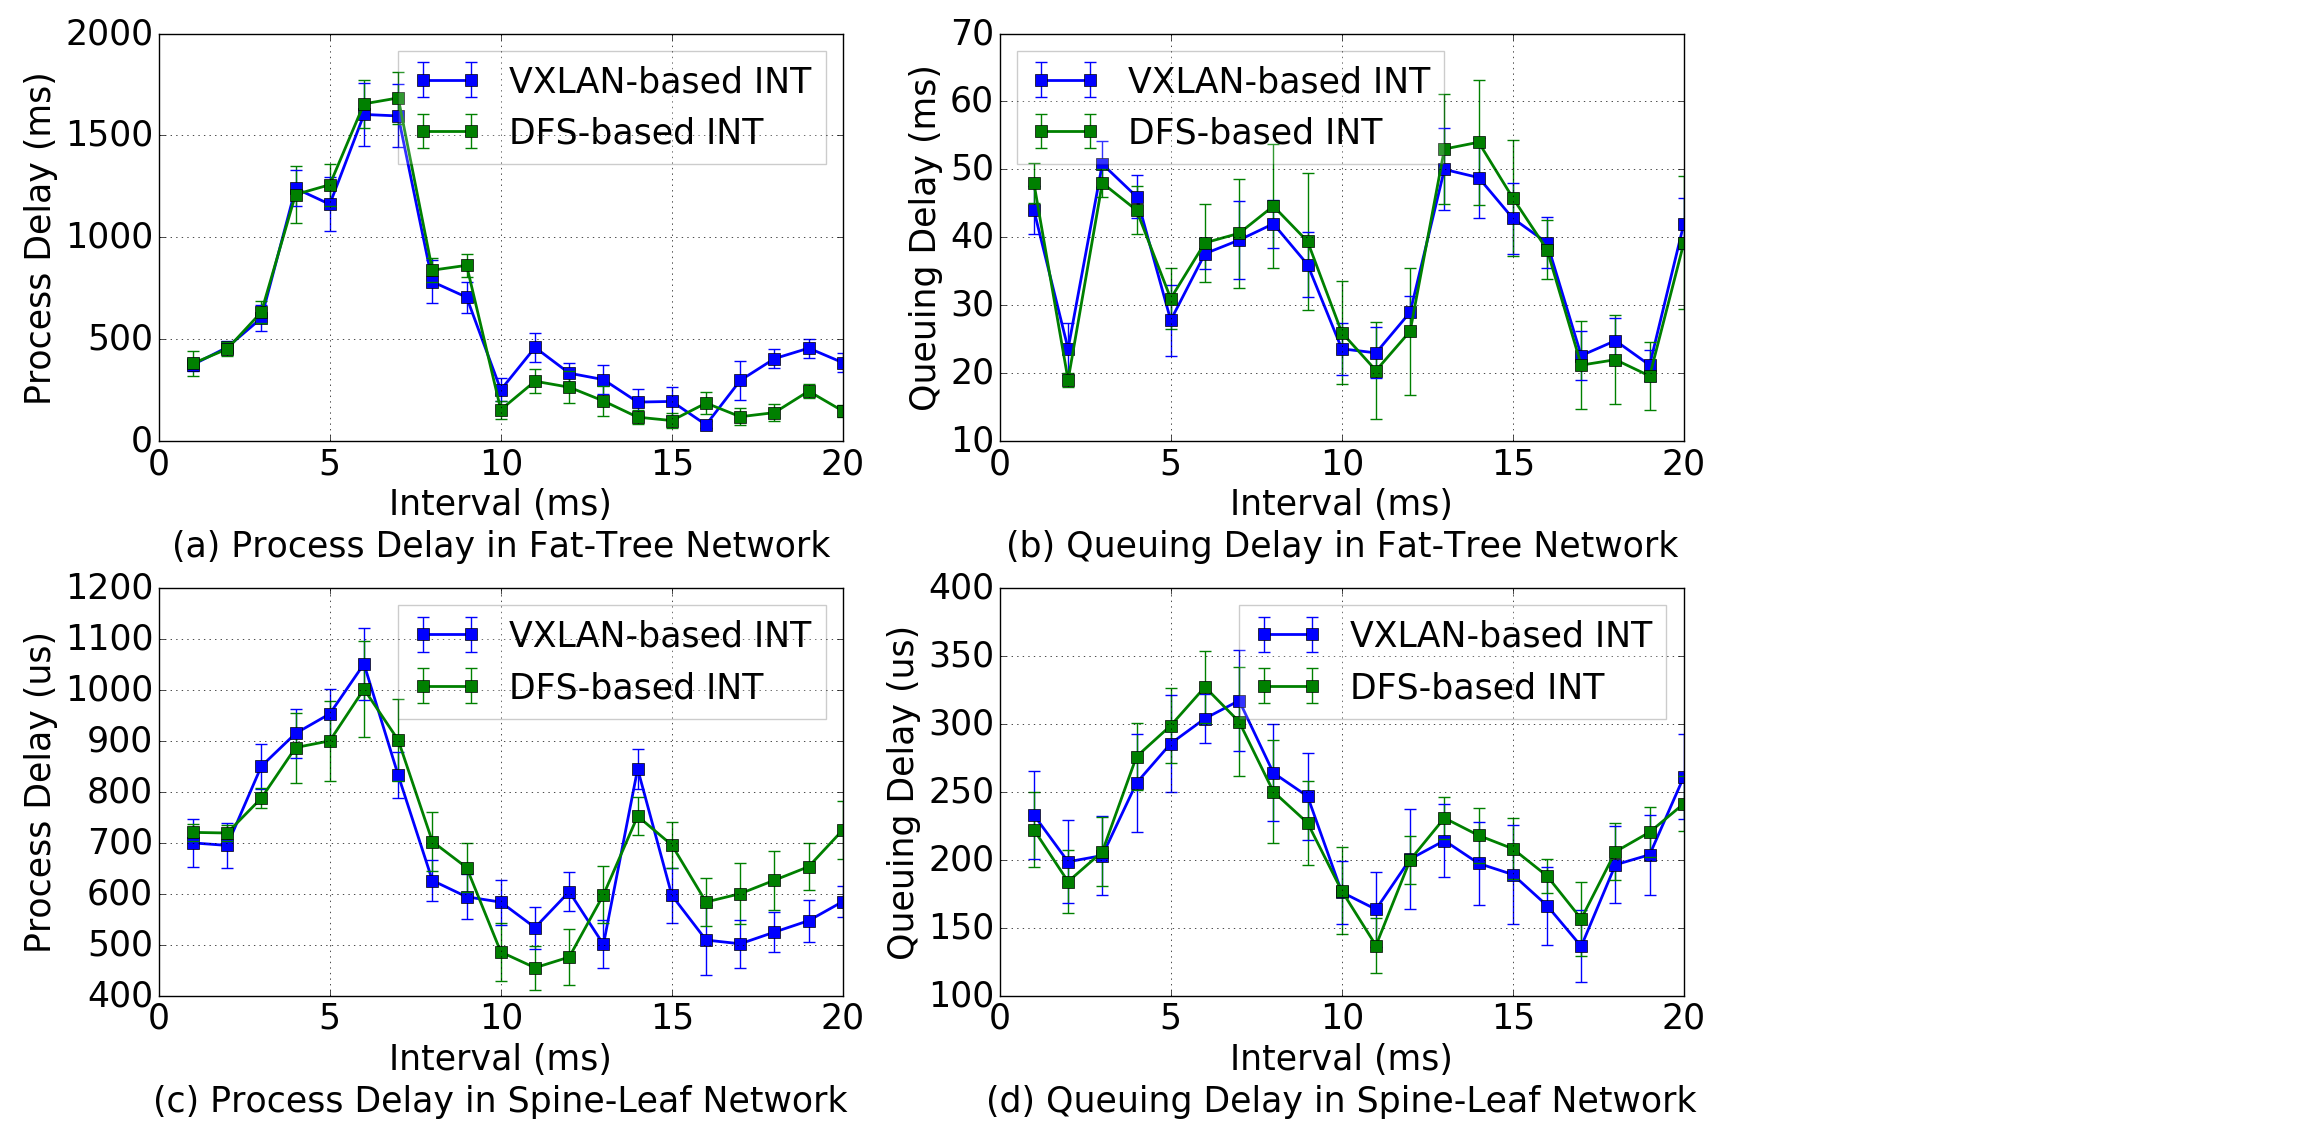 2000
1500
1000
500
0
Process Delay (ms)
VXLAN-based INT
DFS-based INT
0 5 10 15 20
Interval (ms)
(a) Process Delay in Fat-Tree Network
70
60
50
40
30
20
10
Queuing Delay (ms)
VXLAN-based INT
DFS-based INT
0 5 10 15 20
Interval (ms)
(b) Queuing Delay in Fat-Tree Network
1200
1100
1000
900
800
700
600
500
400
Process Delay (us)
VXLAN-based INT
DFS-based INT
0 5 10 15 20
Interval (ms)
(c) Process Delay in Spine-Leaf Network
400
350
300
250
200
150
100
Queuing Delay (us)
VXLAN-based INT
DFS-based INT
0 5 10 15 20
Interval (ms)
(d) Queuing Delay in Spine-Leaf Network